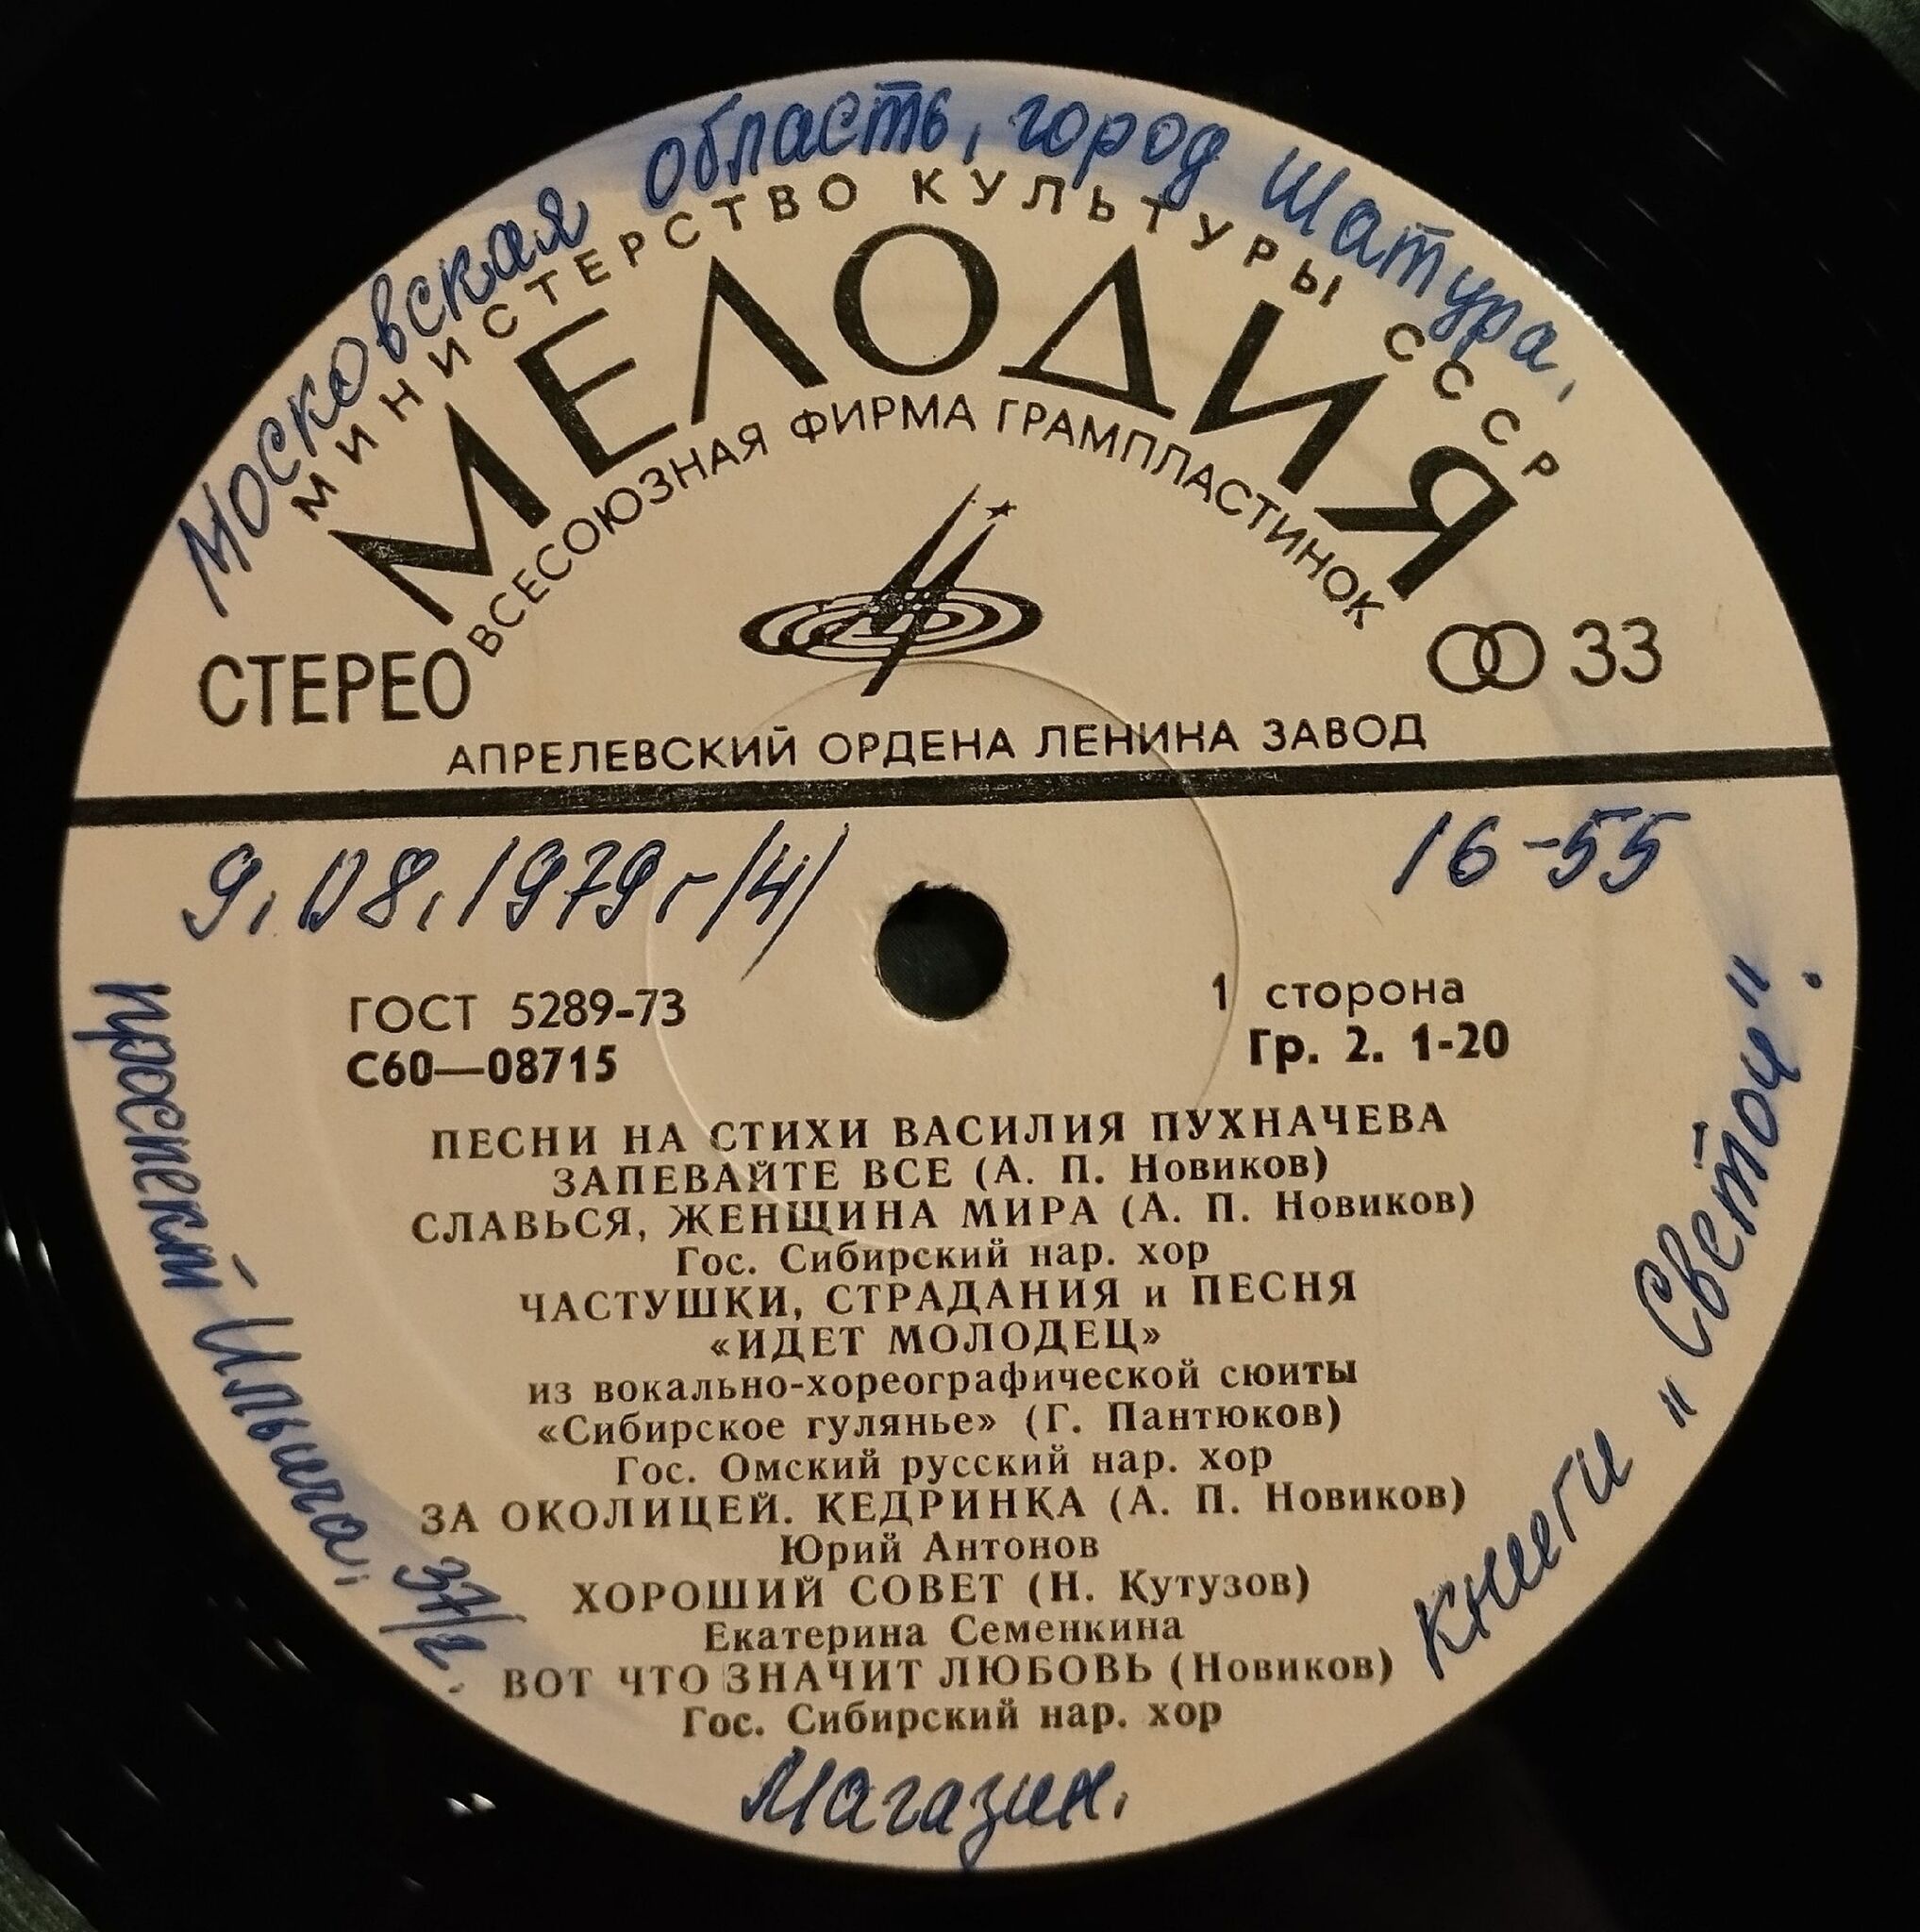 Московская область, город Шатура.
МИНИСТЕРСТВО КУЛЬТУРЫ СССР
МЕЛОДИЯ
ВСЕСОЮЗНАЯ ФИРМА ГРАМПЛАСТИНОК
СТЕРЕО
33
АПРЕЛЕВСКИЙ ОРДЕНА ЛЕНИНА ЗАВОД
9.08.1979г /4/
16-55
ГОСТ 5289-73
1 сторона
С60—08715
Гр. 2. 1-20
ПЕСНИ НА СТИХИ ВАСИЛИЯ ПУХНАЧЕВА
ЗАПЕВАЙТЕ ВСЕ (А. П. Новиков)
СЛАВЬСЯ, ЖЕНЩИНА МИРА (А. П. Новиков)
Гос. Сибирский нар. хор
ЧАСТУШКИ, СТРАДАНИЯ и ПЕСНЯ
«ИДЕТ МОЛОДЕЦ»
из вокально-хореографической сюиты
«Сибирское гулянье» (Г. Пантюков)
Гос. Омский русский нар. хор
ЗА ОКОЛИЦЕЙ. КЕДРИНКА (А. П. Новиков)
Юрий Антонов
ХОРОШИЙ СОВЕТ (Н. Кутузов)
Екатерина Семенкина
ВОТ ЧТО ЗНАЧИТ ЛЮБОВЬ (Новиков)
Гос. Сибирский нар. хор
проспект Ильича, 37/2.
Магазин.
Книги "Светоч".